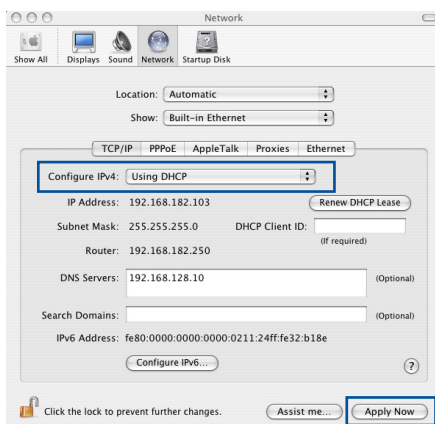 Network
Show All Displays Sound Network Startup Disk
Location: Automatic
Show: Built-in Ethernet
TCP/IP PPPoE AppleTalk Proxies Ethernet
Configure IPv4: Using DHCP
IP Address: 192.168.182.103 Renew DHCP Lease
Subnet Mask: 255.255.255.0 DHCP Client ID:
(If required)
Router: 192.168.182.250
DNS Servers: 192.168.128.10 (Optional)
Search Domains: (Optional)
IPv6 Address: fe80:0000:0000:0000:0211:24ff:fe32:b18e
Configure IPv6...
?
Click the lock to prevent further changes. Assist me... Apply Now